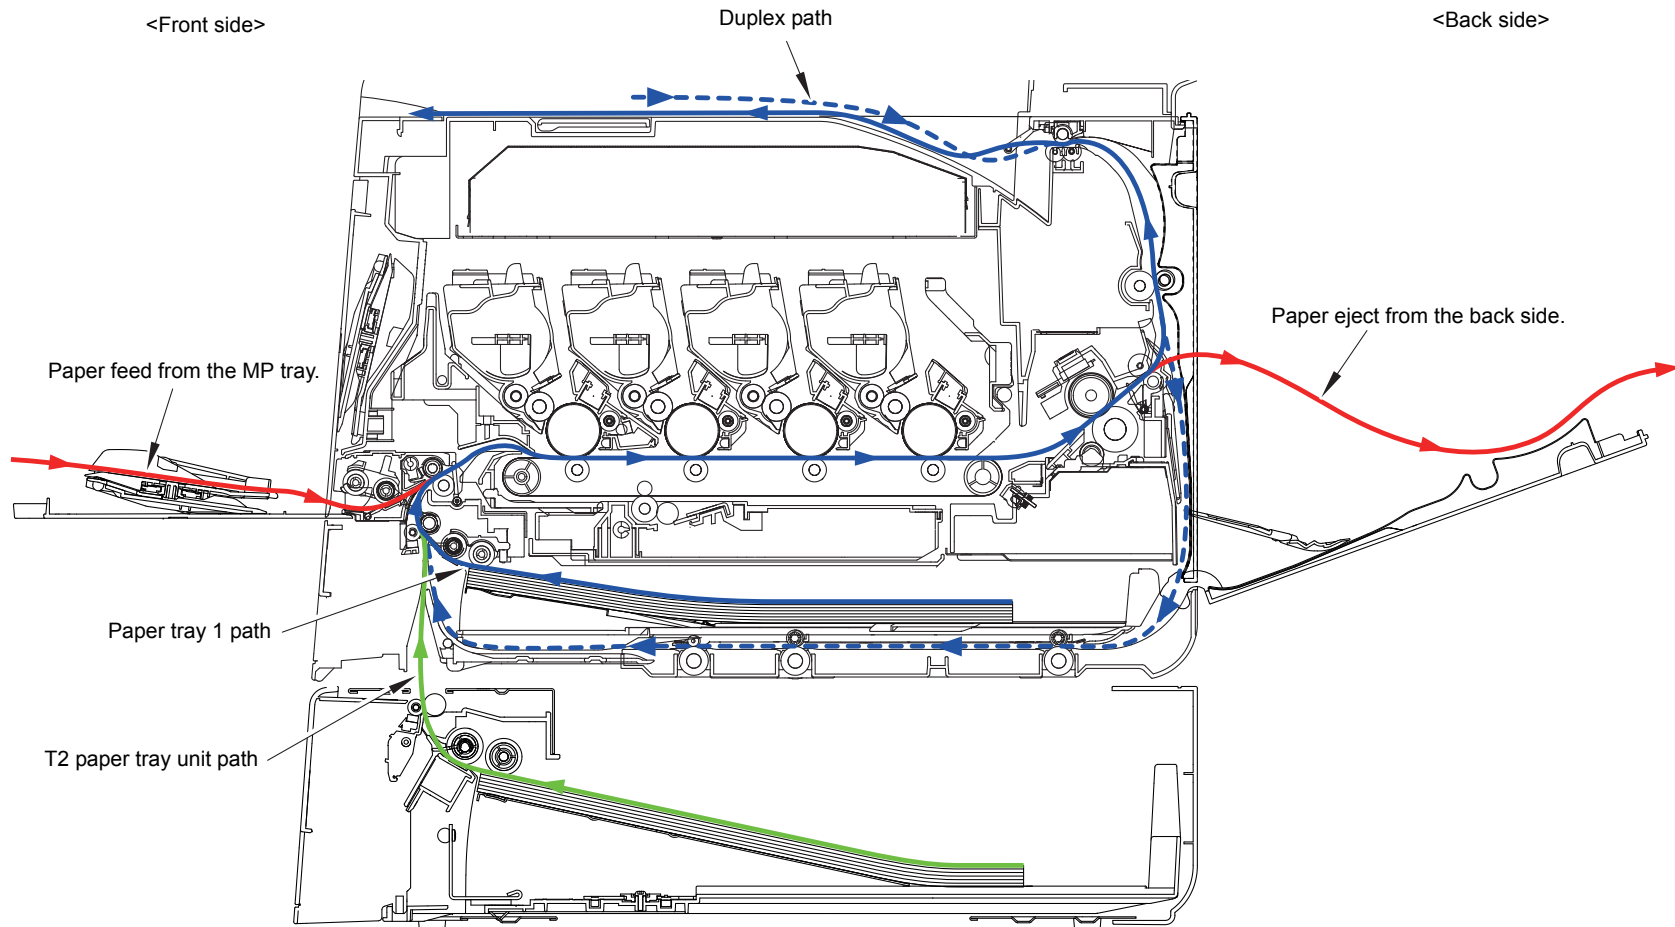 <Front side>
Duplex path
<Back side>
Paper eject from the back side.
Paper feed from the MP tray.
Paper tray 1 path
T2 paper tray unit path